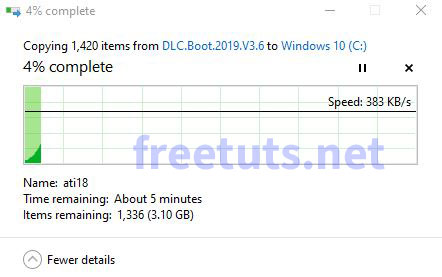 4% complete
Copying 1,420 items from DLC.Boot.2019.V3.6 to Windows 10 (C:)
4% complete
Speed: 383 KB/s
freetuts.net
Name: ati18
Time remaining: About 5 minutes
Items remaining: 1,336 (3.10 GB)
Fewer details